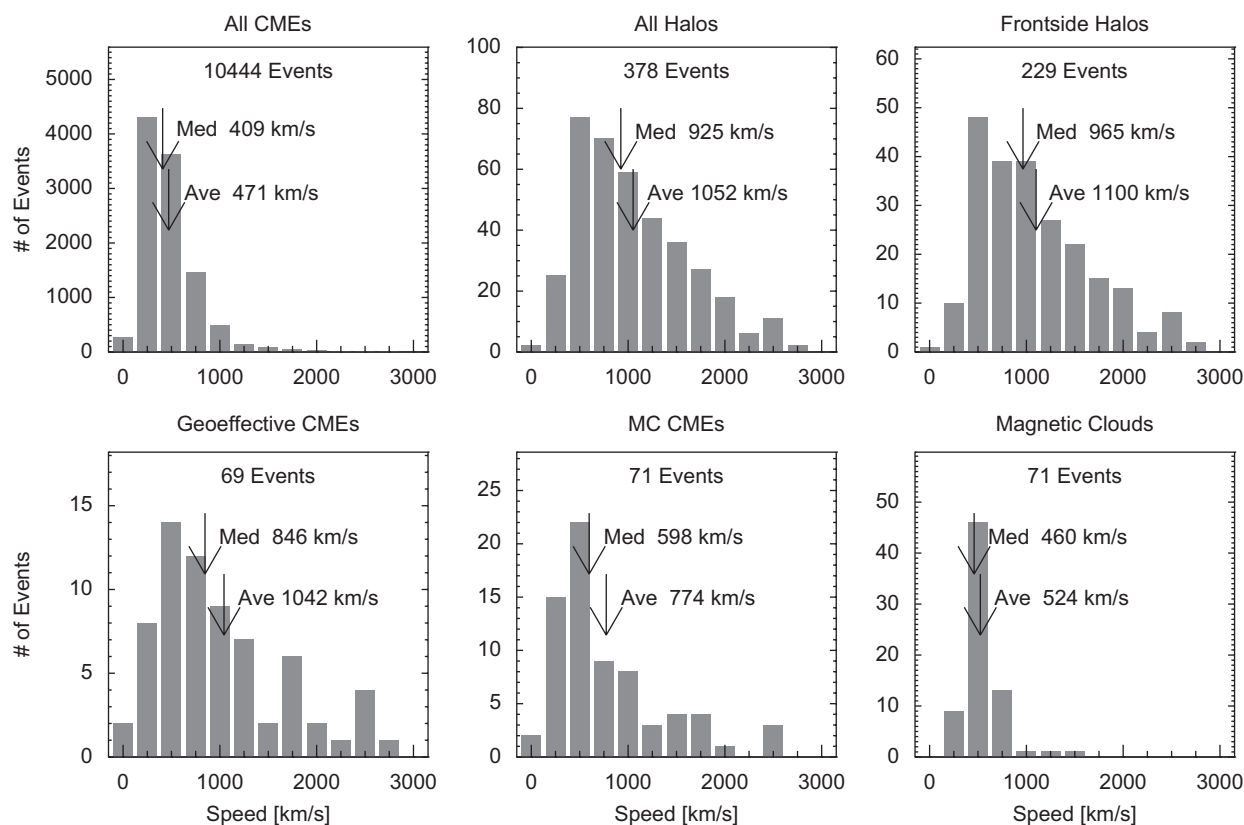 All CMEs
All Halos
Frontside Halos
# of Events
5000
4000
3000
2000
1000
0
10444 Events
Med 409 km/s
Ave 471 km/s
0 1000 2000 3000
100
80
60
40
20
0
378 Events
Med 925 km/s
Ave 1052 km/s
0 1000 2000 3000
60
50
40
30
20
10
0
229 Events
Med 965 km/s
Ave 1100 km/s
0 1000 2000 3000
Geoeffective CMEs
MC CMEs
Magnetic Clouds
# of Events
15
10
5
0
69 Events
Med 846 km/s
Ave 1042 km/s
0 1000 2000 3000
Speed [km/s]
25
20
15
10
5
0
71 Events
Med 598 km/s
Ave 774 km/s
0 1000 2000 3000
Speed [km/s]
50
40
30
20
10
0
71 Events
Med 460 km/s
Ave 524 km/s
0 1000 2000 3000
Speed [km/s]